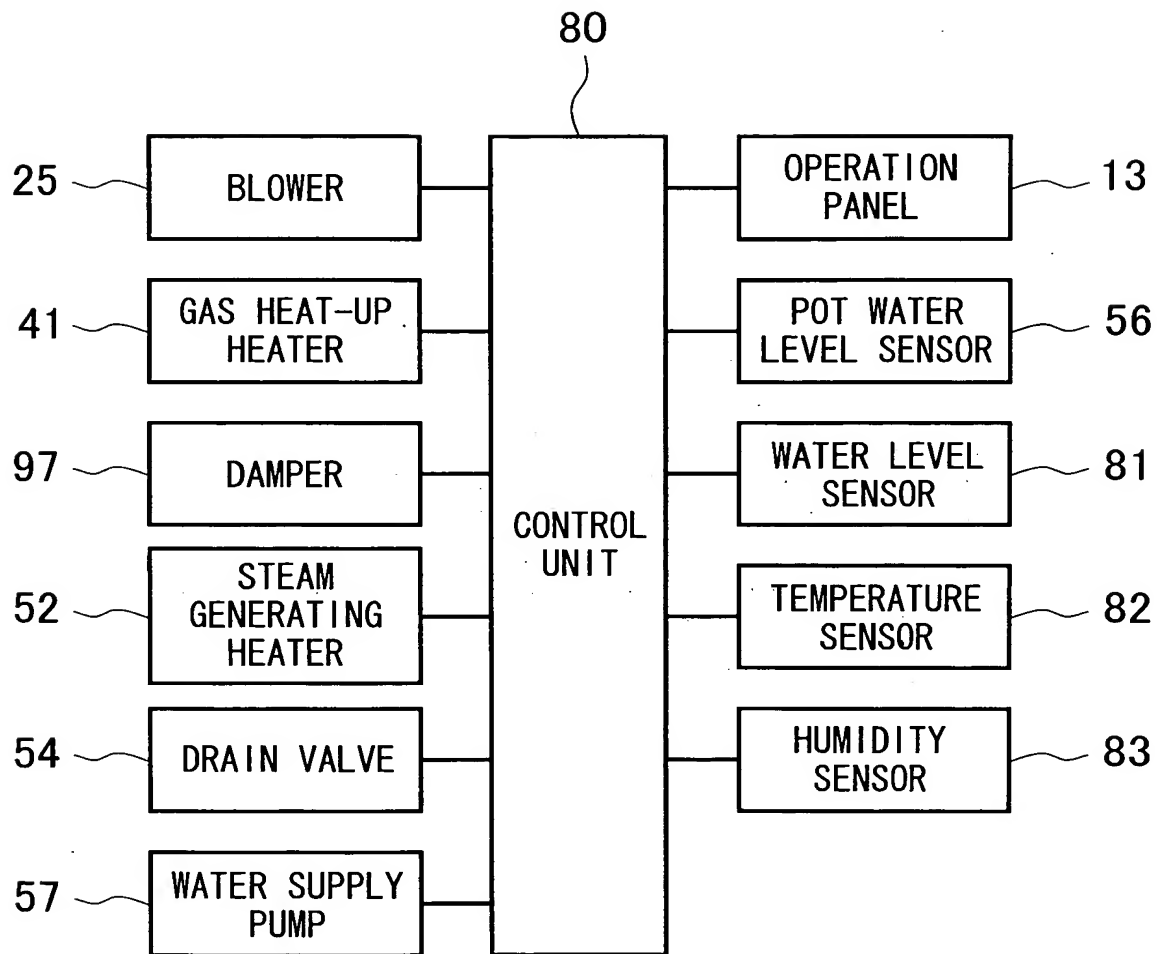 80
25
BLOWER
OPERATION
PANEL
13
41
GAS HEAT-UP
HEATER
POT WATER
LEVEL SENSOR
56
97
DAMPER
WATER LEVEL
SENSOR
81
CONTROL
UNIT
52
STEAM
GENERATING
HEATER
TEMPERATURE
SENSOR
82
54
DRAIN VALVE
HUMIDITY
SENSOR
83
57
WATER SUPPLY
PUMP